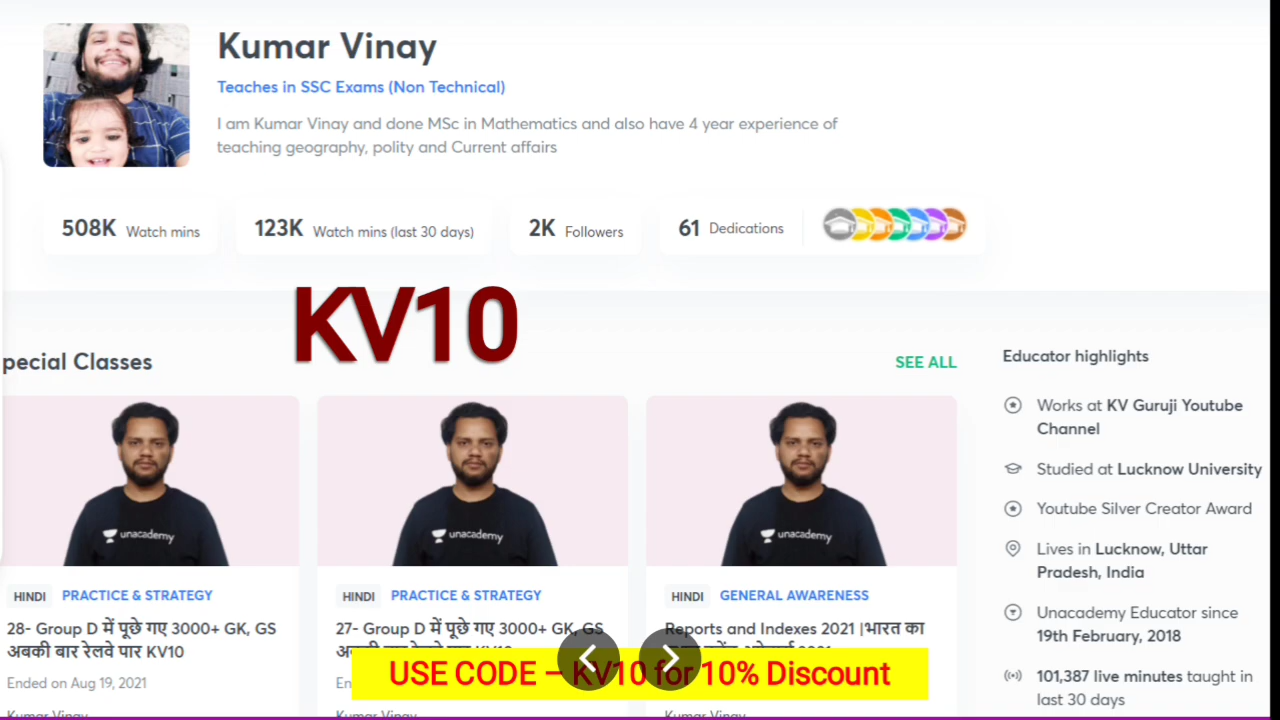 Kumar Vinay
Teaches in SSC Exams (Non Technical)
I am Kumar Vinay and done MSc in Mathematics and also have 4 year experience of
teaching geography, polity and Current affairs
508K Watch mins
123K Watch mins (last 30 days)
2K Followers
61 Dedications
KV10
pecial Classes
SEE ALL
unacademy
HINDI PRACTICE & STRATEGY
28- Group D में पूछे गए 3000+ GK, GS
अबकी बार रेलवे पार KV10
Ended on Aug 19, 2021
Kumar Vinay
unacademy
HINDI PRACTICE & STRATEGY
27- Group D में पूछे गए 3000+ GK, GS
Kumar Vinay
unacademy
HINDI GENERAL AWARENESS
Reports and Indexes 2021 |भारत का
Kumar Vinay
USE CODE – KV10 for 10% Discount
Educator highlights
Works at KV Guruji Youtube
Channel
Studied at Lucknow University
Youtube Silver Creator Award
Lives in Lucknow, Uttar
Pradesh, India
Unacademy Educator since
19th February, 2018
101,387 live minutes taught in
last 30 days